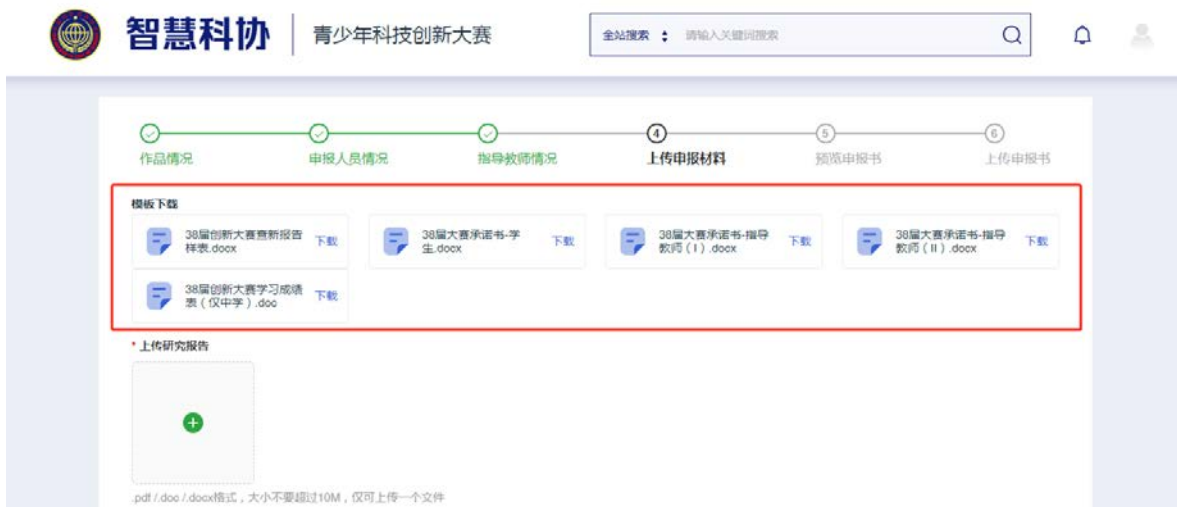 智慧科协 青少年科技创新大赛 全站搜索 请输入关键词搜索
4 5 6
作品情况 申报人员情况 指导教师情况 上传申报材料 预览申报书 上传申报书
模板下载
38届创新大赛查新报告 下载 38届大赛承诺书-学 下载 38届大赛承诺书-指导 下载 38届大赛承诺书-指导 下载
样表.docx 生.docx 教师(I).docx 教师(II).docx
38届创新大赛学习成绩 下载
表(仅中学).doc
* 上传研究报告
.pdf /.doc /.docx格式,大小不要超过10M,仅可上传一个文件